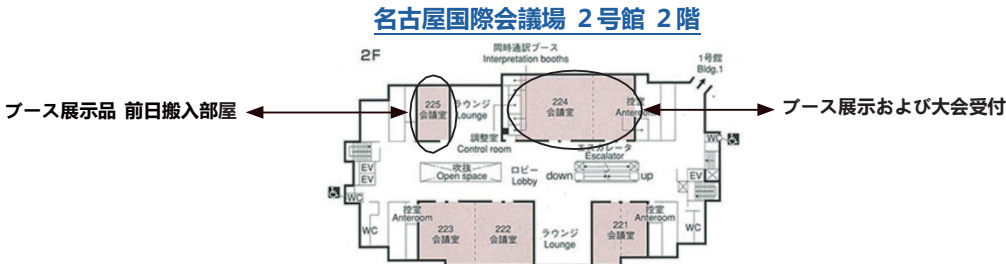 名古屋国際会議場 ２号館 ２階
2F
同時通訳ブース
Interpretation booths
1号館
Bldg.1
ブース展示品 前日搬入部屋
225
会議室
ラウンジ
Lounge
224
会議室
控室
Anteroom
ブース展示および大会受付
調整室
Control room
WC
エスカレータ
Escalator
吹抜
Open space
ロビー
Lobby
down
up
EV
EV
EV
WC
控室
Anteroom
控室
Anteroom
WC
223
会議室
222
会議室
ラウンジ
Lounge
221
会議室
WC